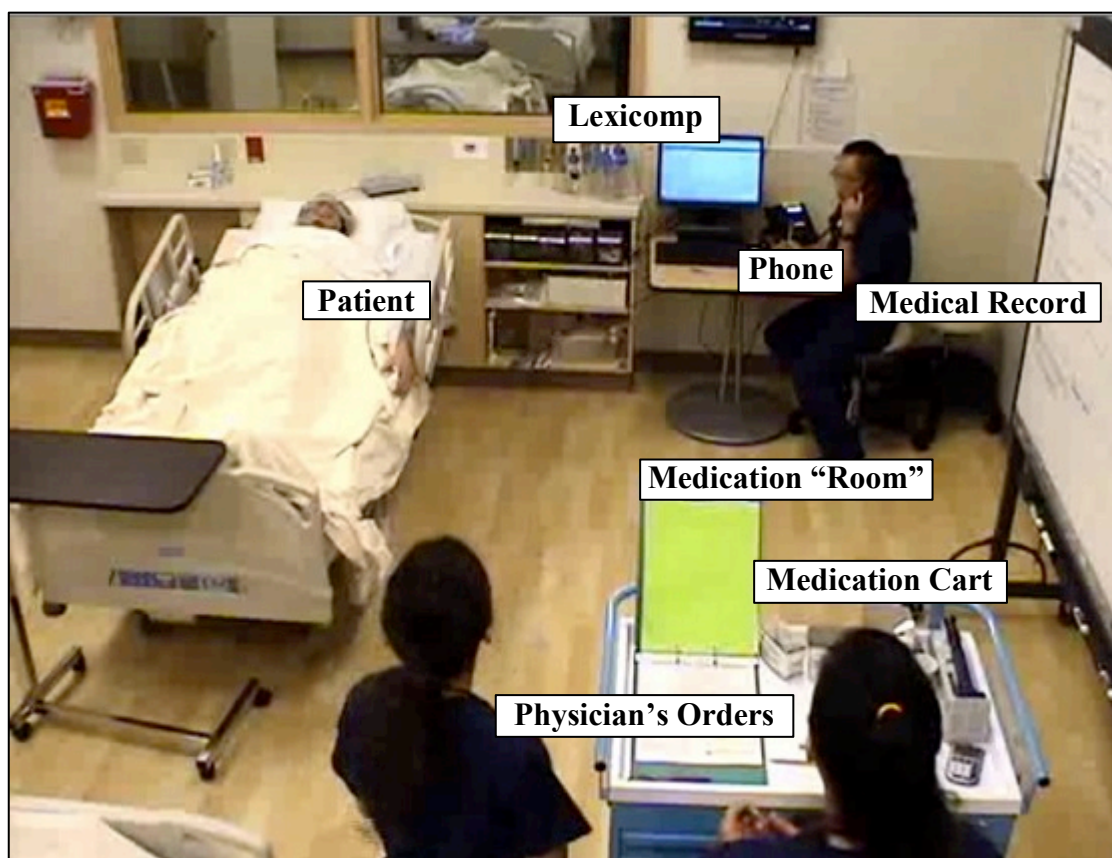 Lexicomp
Phone
Patient
Medical Record
Medication “Room”
Medication Cart
Physician’s Orders